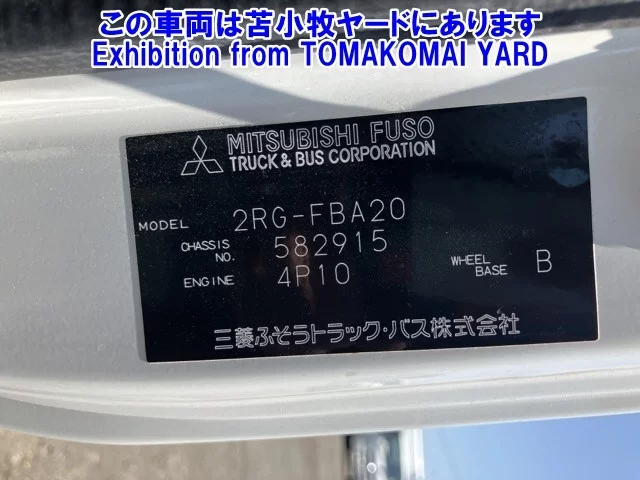 この車両は苫小牧ヤードにあります
Exhibition from TOMAKOMAI YARD
MITSUBISHI FUSO
TRUCK & BUS CORPORATION
MODEL 2RG-FBA20
CHASSIS NO. 582915
ENGINE 4P10
WHEEL BASE B
三菱ふそうトラック・バス株式会社